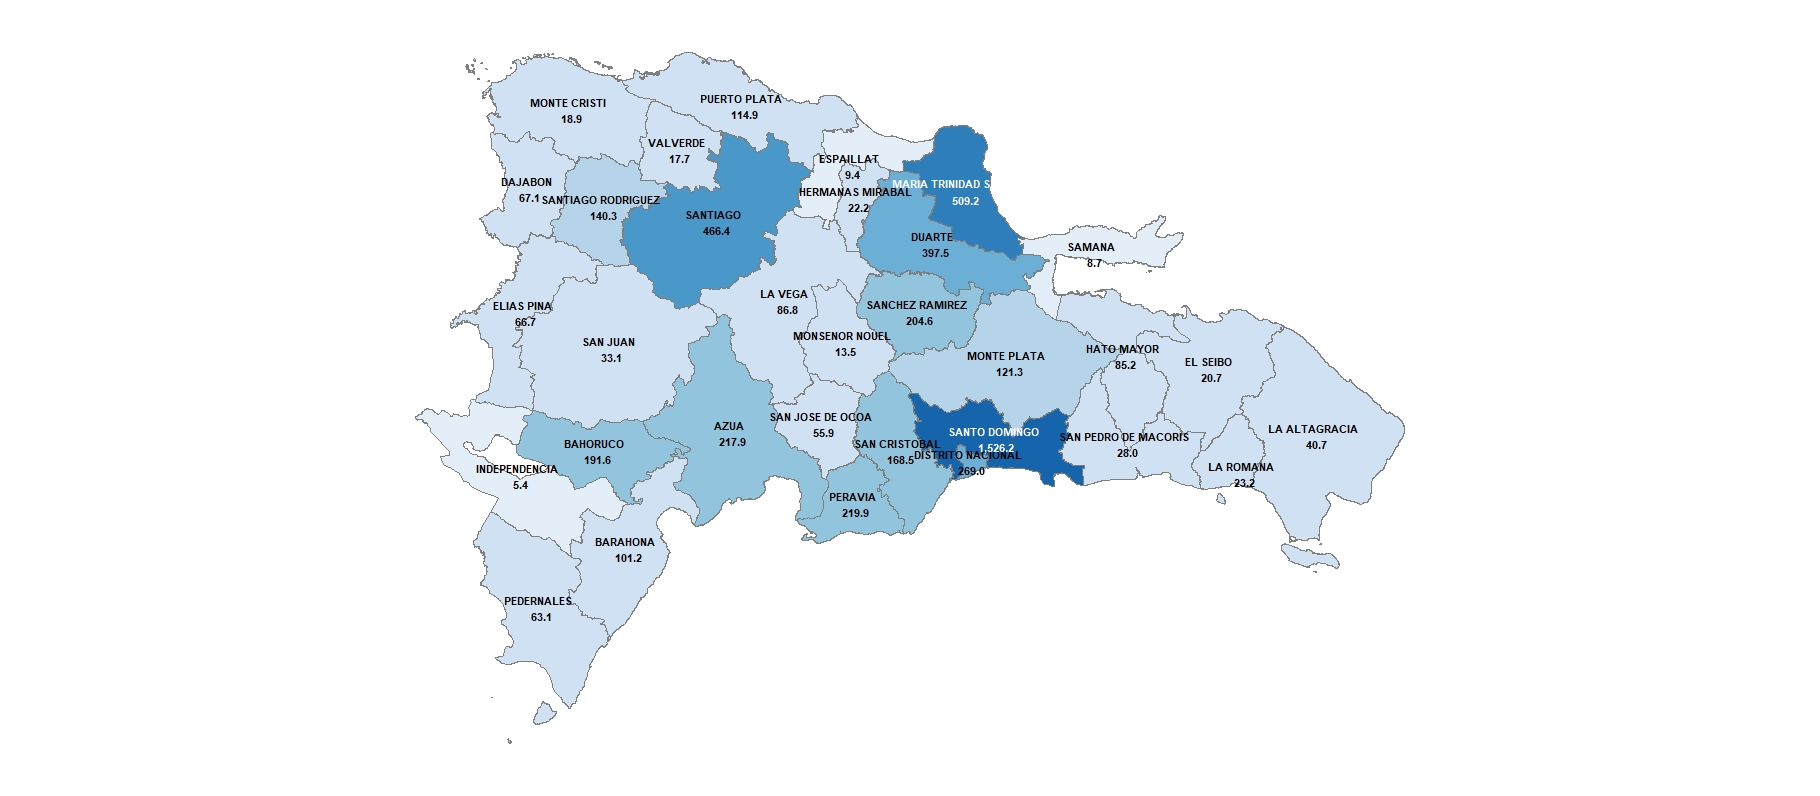 MONTE CRISTI
18.9
PUERTO PLATA
114.9
VALVERDE
17.7
ESPAILLAT
9.4
DAJABON
67.1
SANTIAGO RODRIGUEZ
140.3
HERMANAS MIRABAL
22.2
MARIA TRINIDAD S
509.2
SANTIAGO
466.4
DUARTE
397.5
SAMANA
8.7
ELIAS PINA
66.7
LA VEGA
86.8
SANCHEZ RAMIREZ
204.6
SAN JUAN
33.1
MONSENOR NOUEL
13.5
MONTE PLATA
121.3
HATO MAYOR
85.2
EL SEIBO
20.7
AZUA
217.9
SAN JOSE DE OCOA
55.9
SANTO DOMINGO
1,526.2
LA ALTAGRACIA
40.7
BAHORUCO
191.6
SAN CRISTOBAL
168.5
DISTRITO NACIONAL
269.0
SAN PEDRO DE MACORIS
28.0
INDEPENDENCIA
5.4
LA ROMANA
23.2
PERAVIA
219.9
BARAHONA
101.2
PEDERNALES
63.1